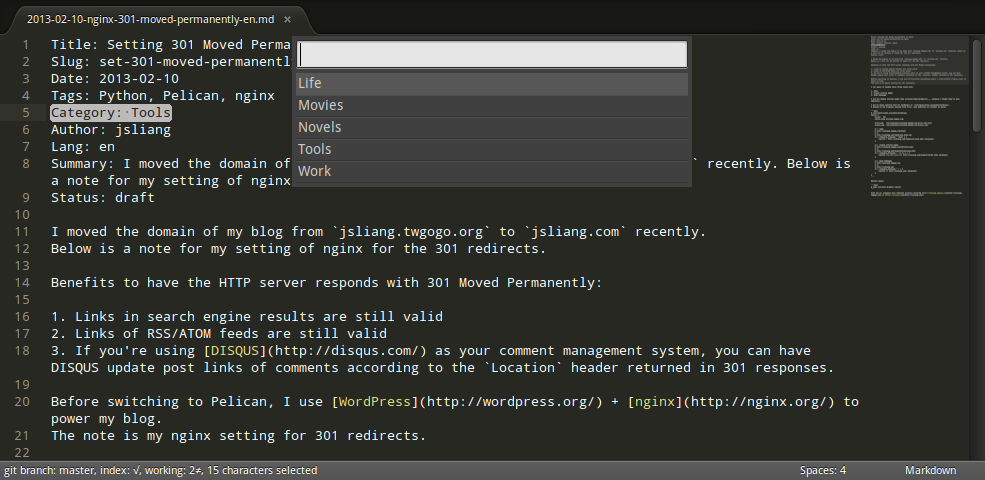 2013-02-10-nginx-301-moved-permanently-en.md ×
1 Title: Setting 301 Moved Perma
2 Slug: set-301-moved-permanentl
3 Date: 2013-02-10
4 Tags: Python, Pelican, nginx
5 Category: Tools
6 Author: jsliang
7 Lang: en
8 Summary: I moved the domain of ` recently. Below is
a note for my setting of nginx
9 Status: draft
Life
Movies
Novels
Tools
Work
10
11 I moved the domain of my blog from `jsliang.twgogo.org` to `jsliang.com` recently.
12 Below is a note for my setting of nginx for the 301 redirects.
13
14 Benefits to have the HTTP server responds with 301 Moved Permanently:
15
16 1. Links in search engine results are still valid
17 2. Links of RSS/ATOM feeds are still valid
18 3. If you're using [DISQUS](http://disqus.com/) as your comment management system, you can have
DISQUS update post links of comments according to the `Location` header returned in 301 responses.
19
20 Before switching to Pelican, I use [WordPress](http://wordpress.org/) + [nginx](http://nginx.org/) to
power my blog.
21 The note is my nginx setting for 301 redirects.
22
git branch: master, index: √, working: 2≠, 15 characters selected Spaces: 4 Markdown